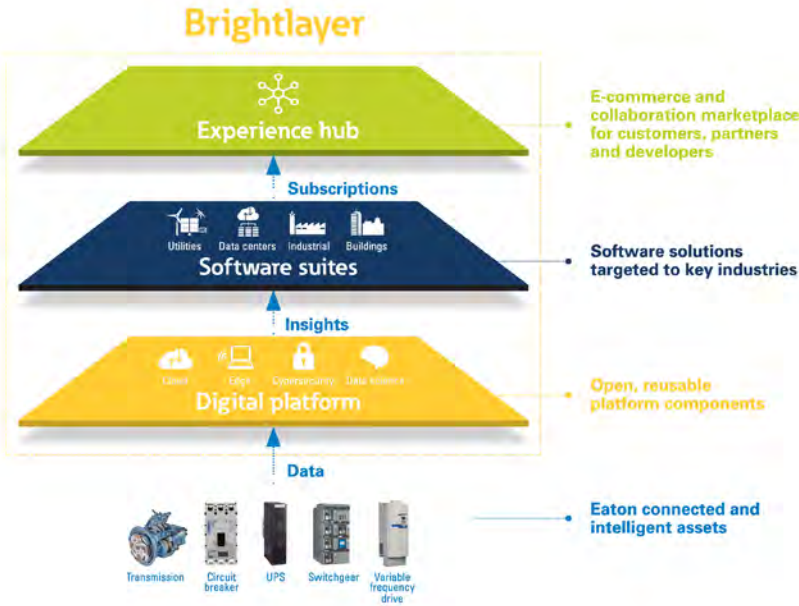 Brightlayer
Experience hub
E-commerce and
collaboration marketplace
for customers, partners
and developers
Subscriptions
Utilities
Data centers
Industrial
Buildings
Software suites
Software solutions
targeted to key industries
Insights
Cloud
Edge
Cybersecurity
Data science
Digital platform
Open, reusable
platform components
Data
Eaton connected and
intelligent assets
Transmission
Circuit
breaker
UPS
Switchgear
Variable
frequency
drive